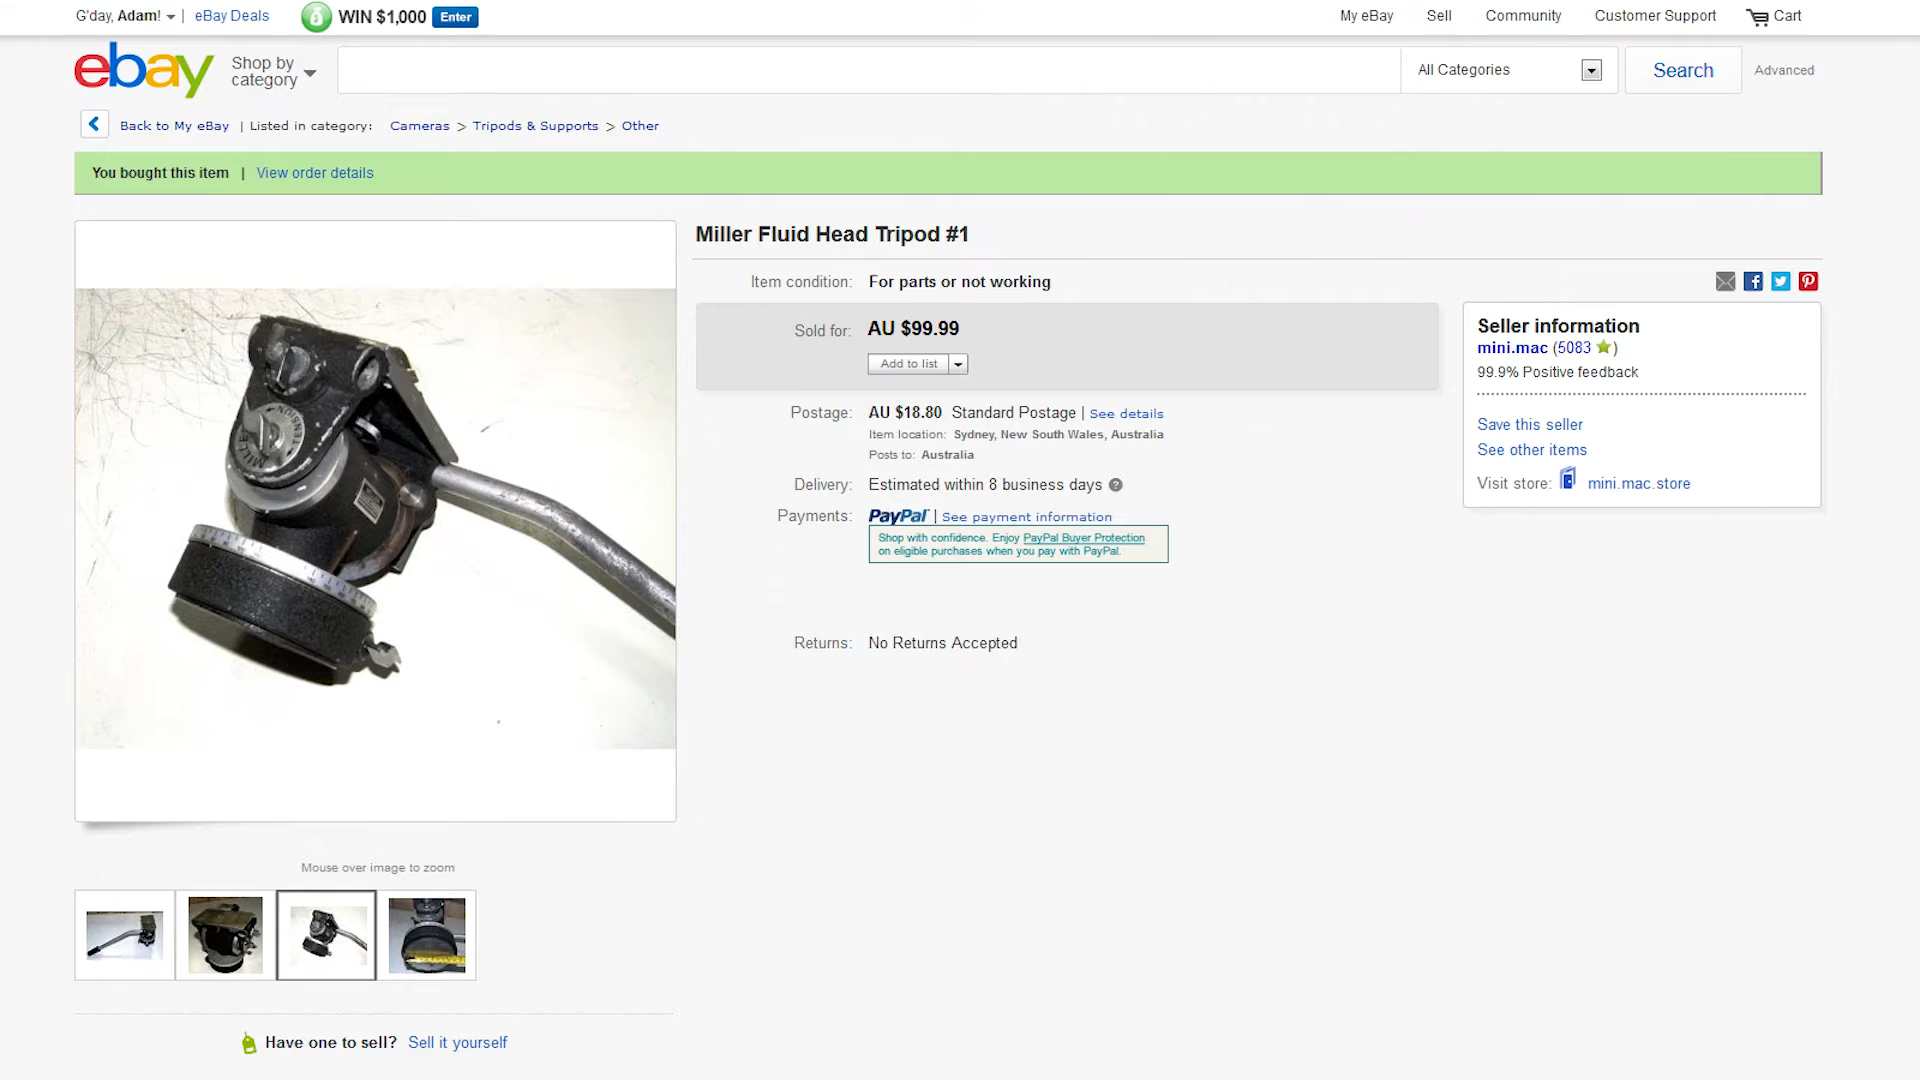 G'day, Adam! | eBay Deals WIN $1,000 Enter My eBay Sell Community Customer Support Cart
ebay Shop by category All Categories Search Advanced
Back to My eBay | Listed in category: Cameras > Tripods & Supports > Other
You bought this item | View order details
Miller Fluid Head Tripod #1
Item condition: For parts or not working
Sold for: AU $99.99
Add to list
Postage: AU $18.80 Standard Postage | See details
Item location: Sydney, New South Wales, Australia
Posts to: Australia
Delivery: Estimated within 8 business days ?
Payments: PayPal | See payment information
Shop with confidence. Enjoy PayPal Buyer Protection
on eligible purchases when you pay with PayPal.
Returns: No Returns Accepted
Seller information
mini.mac (5083)
99.9% Positive feedback
Save this seller
See other items
Visit store: mini.mac.store
MILLER TENSION
Mouse over image to zoom
Have one to sell? Sell it yourself